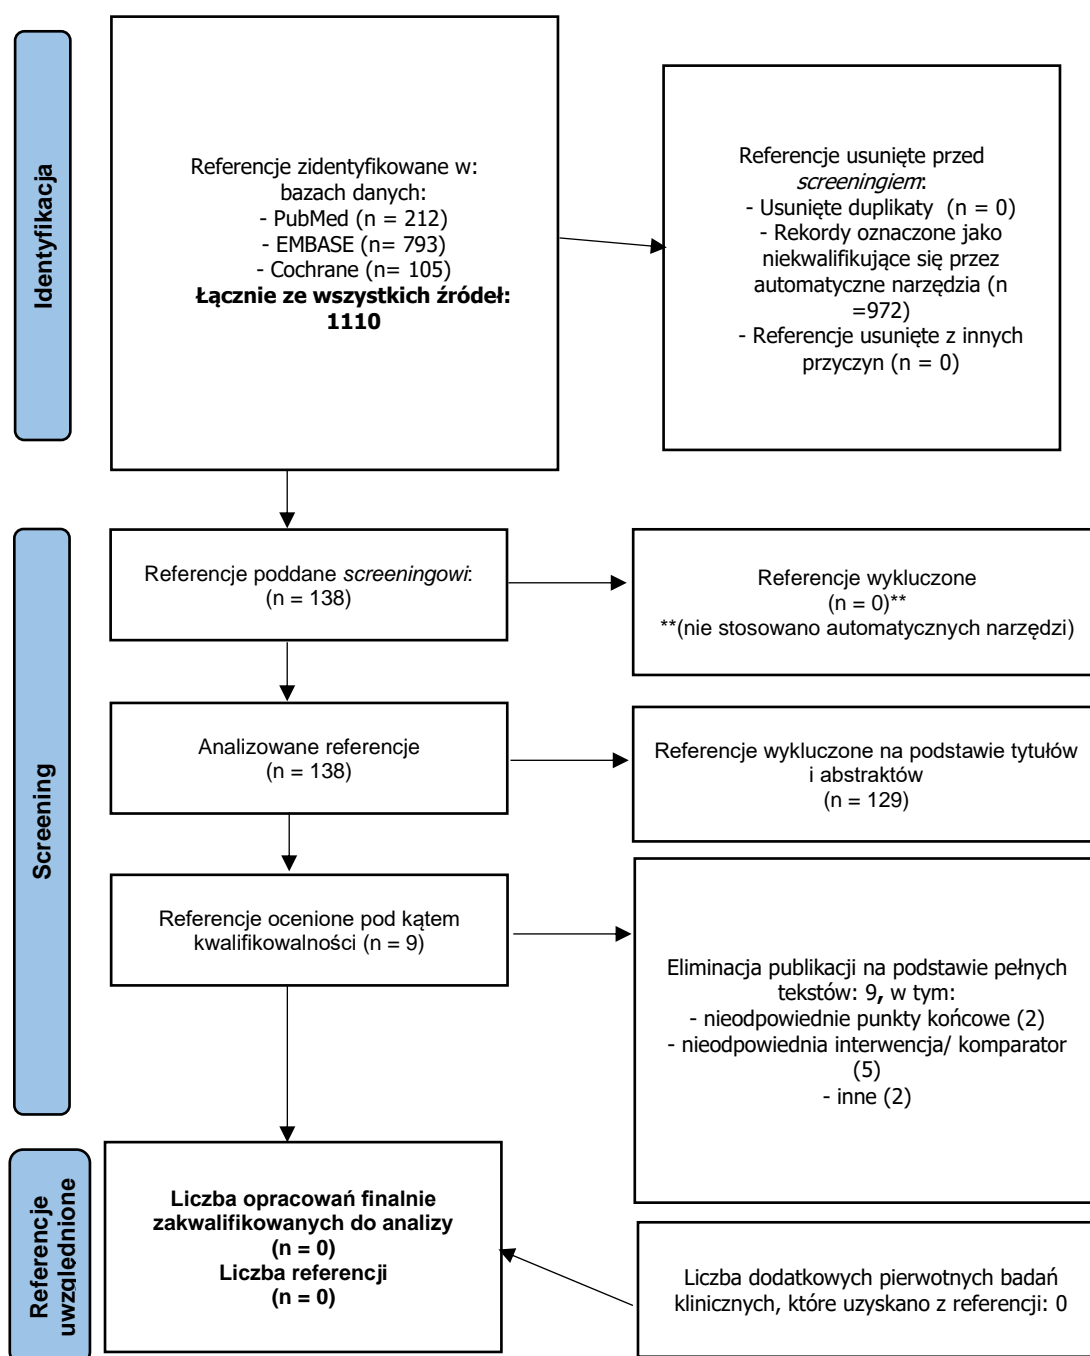 Identyfikacja
Referencje zidentyfikowane w:
bazach danych:
- PubMed (n = 212)
- EMBASE (n= 793)
- Cochrane (n= 105)
Łącznie ze wszystkich źródeł:
1110
Referencje usunięte przed
screeningiem:
- Usunięte duplikaty (n = 0)
- Rekordy oznaczone jako
niekwalifikujące się przez
automatyczne narzędzia (n
=972)
- Referencje usunięte z innych
przyczyn (n = 0)
Screening
Referencje poddane screeningowi:
(n = 138)
Referencje wykluczone
(n = 0)**
**(nie stosowano automatycznych narzędzi)
Analizowane referencje
(n = 138)
Referencje wykluczone na podstawie tytułów
i abstraktów
(n = 129)
Referencje ocenione pod kątem
kwalifikowalności (n = 9)
Eliminacja publikacji na podstawie pełnych
tekstów: 9, w tym:
- nieodpowiednie punkty końcowe (2)
- nieodpowiednia interwencja/ komparator
(5)
- inne (2)
Referencje
uwzględnione
Liczba opracowań finalnie
zakwalifikowanych do analizy
(n = 0)
Liczba referencji
(n = 0)
Liczba dodatkowych pierwotnych badań
klinicznych, które uzyskano z referencji: 0